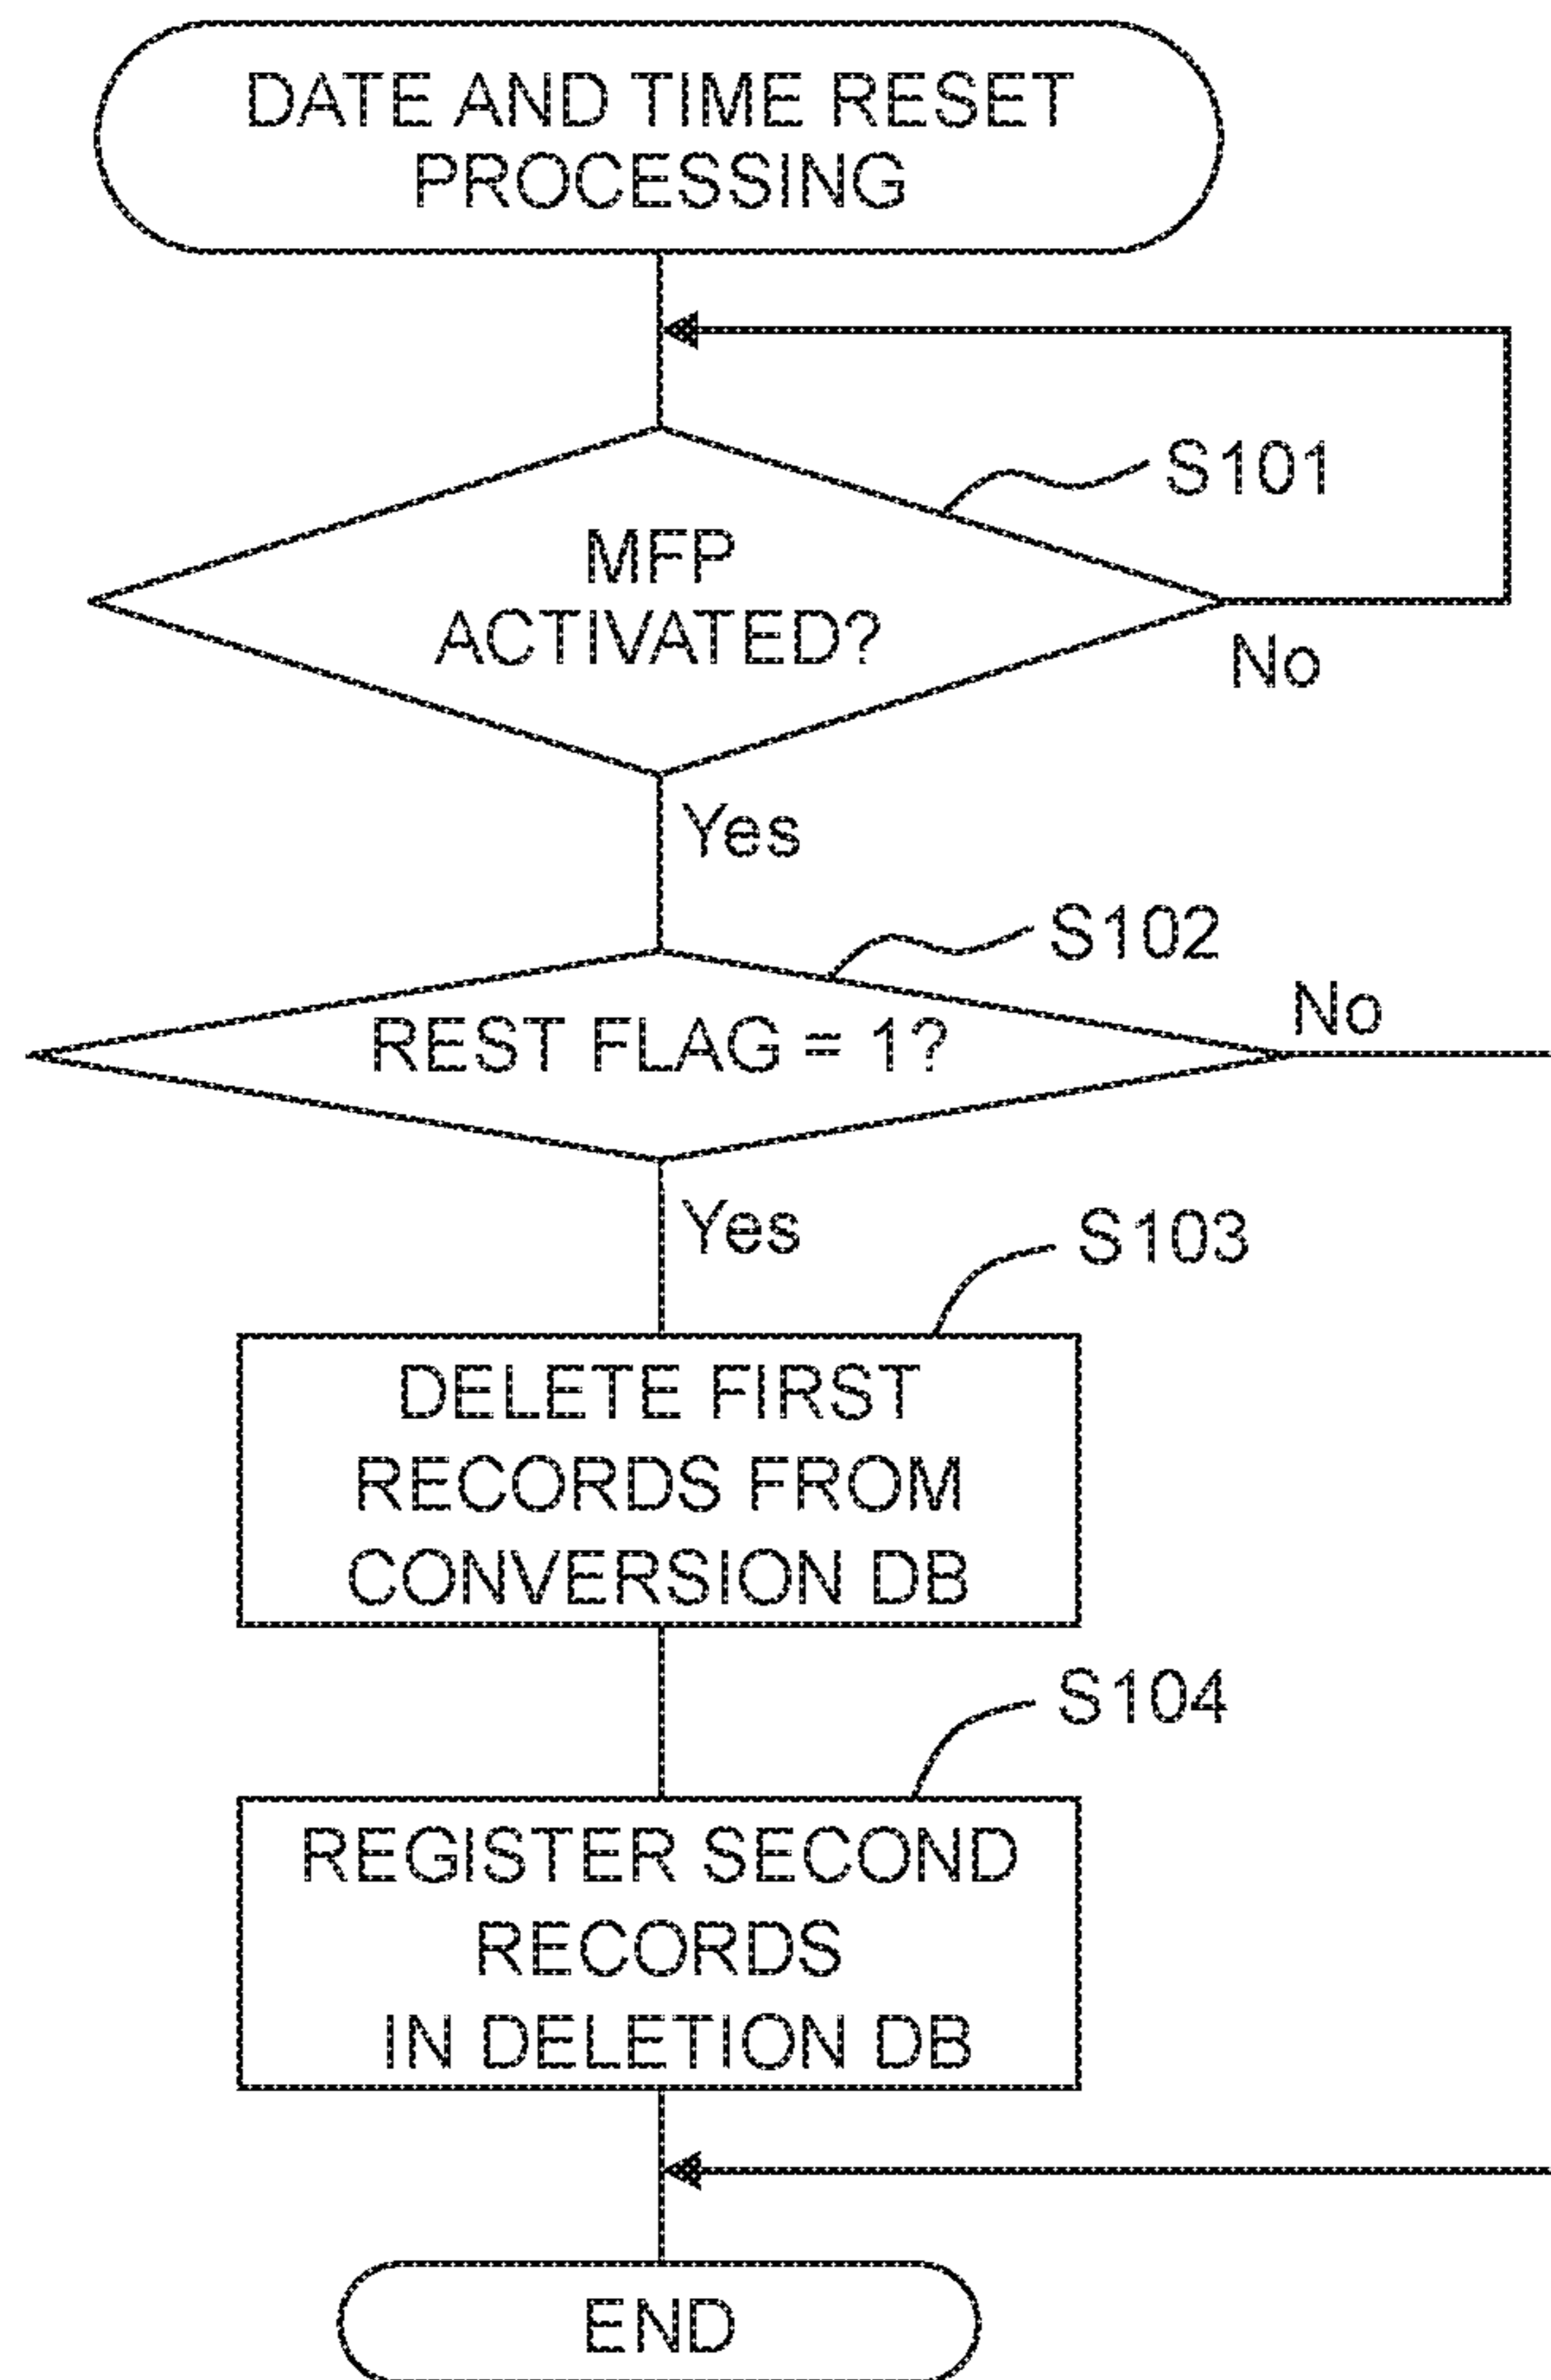 DATE AND TIME RESET
PROCESSING
S101
MFP
ACTIVATED?
No
Yes
S102
No
REST FLAG = 1?
Yes
S103
DELETE FIRST
RECORDS FROM
CONVERSION DB
S104
REGISTER SECOND
RECORDS
IN DELETION DB
END